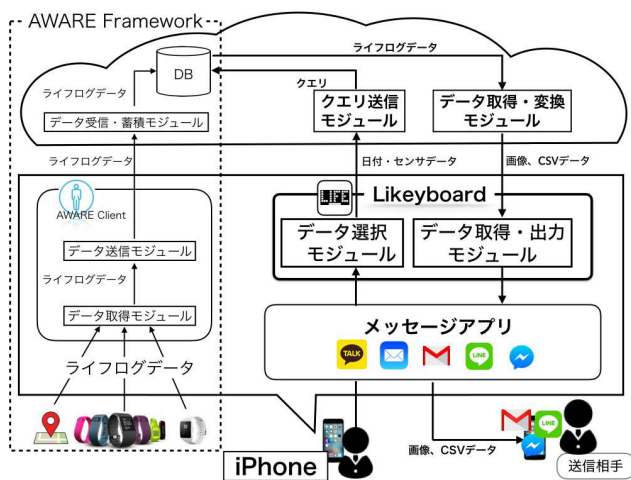 AWARE Framework
ライフログデータ
DB
ライフログデータ
クエリ
データ受信・蓄積モジュール
クエリ送信
モジュール
データ取得・変換
モジュール
ライフログデータ
日付・センサデータ
画像、CSVデータ
LIFE
Likeyboard
AWARE Client
データ選択
モジュール
データ取得・出力
モジュール
データ送信モジュール
ライフログデータ
データ取得モジュール
メッセージアプリ
TALK
LINE
ライフログデータ
iPhone
画像、CSVデータ
LINE
送信相手